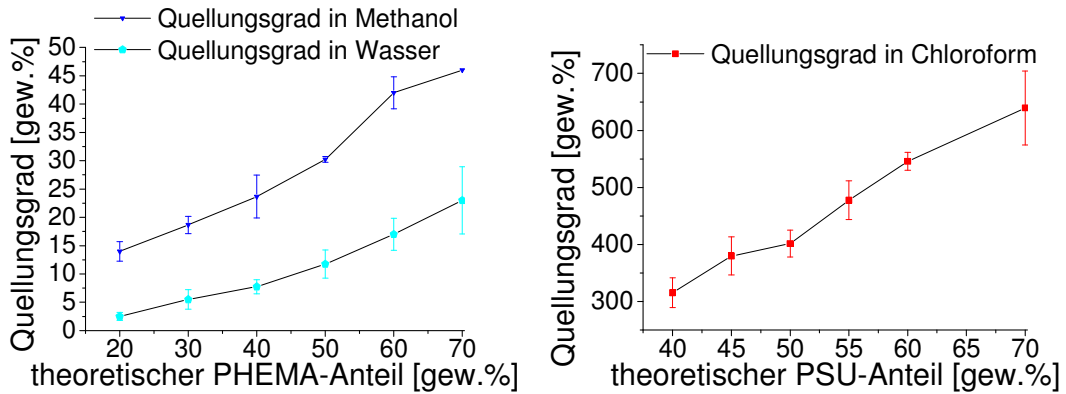 Quellungsgrad in Methanol
Quellungsgrad in Wasser
Quellungsgrad [gew.%]
50
45
40
35
30
25
20
15
10
5
0
20 30 40 50 60 70
theoretischer PHEMA-Anteil [gew.%]
Quellungsgrad in Chloroform
Quellungsgrad [gew.%]
700
600
500
400
300
40 45 50 55 60 65 70
theoretischer PSU-Anteil [gew.%]